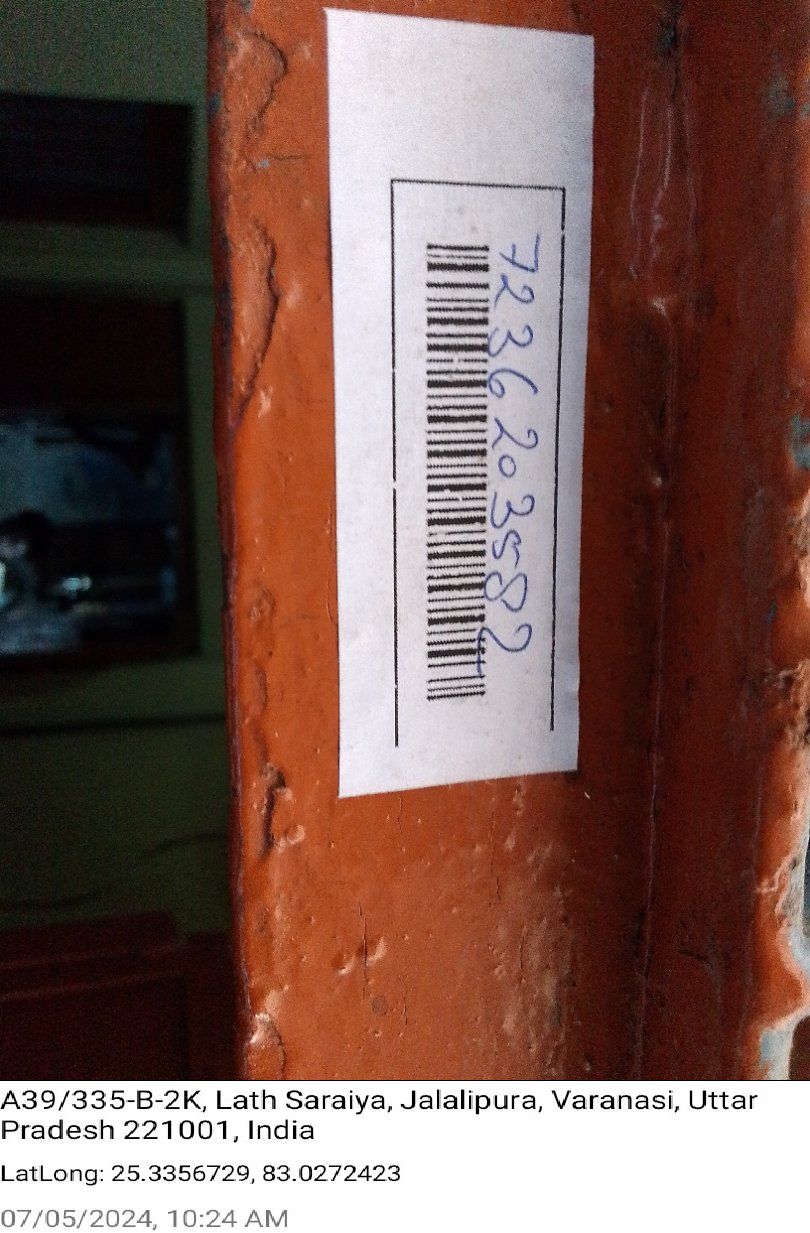 7236203582
A39/335-B-2K, Lath Saraiya, Jalalipura, Varanasi, Uttar
Pradesh 221001, India
LatLong: 25.3356729, 83.0272423
07/05/2024, 10:24 AM